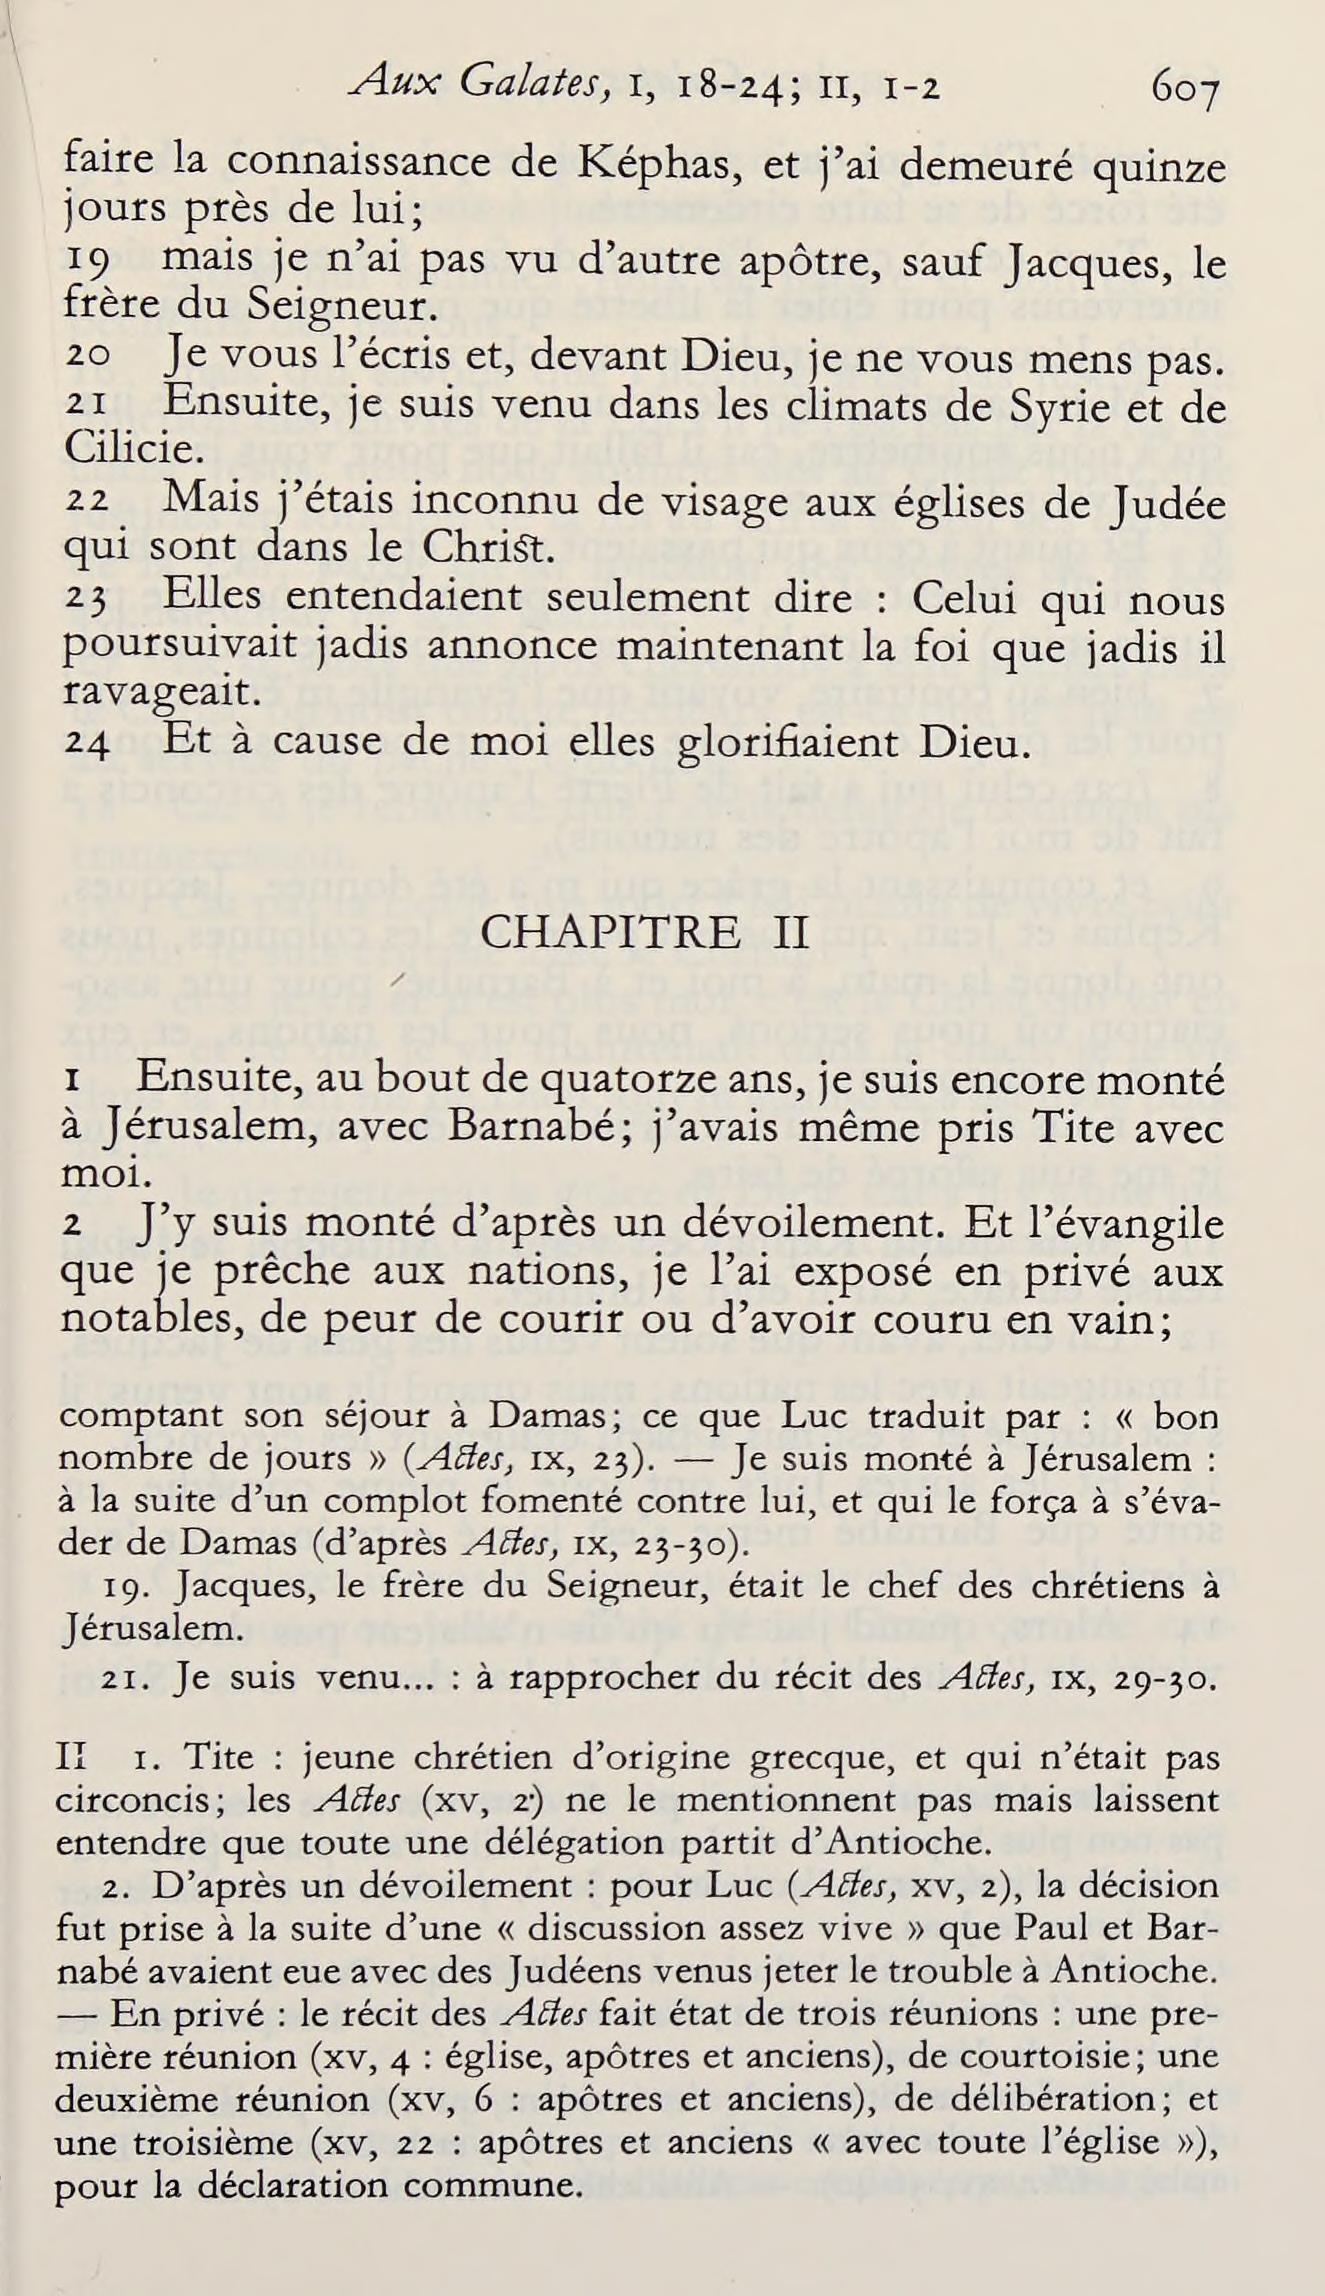 Aux Galates, I, 18-24; II, 1-2 607
faire la connaissance de Képhas, et j’ai demeuré quinze
jours près de lui;
19 mais je n’ai pas vu d’autre apôtre, sauf Jacques, le
frère du Seigneur.
20 Je vous l’écris et, devant Dieu, je ne vous mens pas.
21 Ensuite, je suis venu dans les climats de Syrie et de
Cilicie.
22 Mais j’étais inconnu de visage aux églises de Judée
qui sont dans le Christ.
23 Elles entendaient seulement dire : Celui qui nous
poursuivait jadis annonce maintenant la foi que jadis il
ravageait.
24 Et à cause de moi elles glorifiaient Dieu.
CHAPITRE II
1 Ensuite, au bout de quatorze ans, je suis encore monté
à Jérusalem, avec Barnabé; j’avais même pris Tite avec
moi.
2 J’y suis monté d’après un dévoilement. Et l’évangile
que je prêche aux nations, je l’ai exposé en privé aux
notables, de peur de courir ou d’avoir couru en vain;
comptant son séjour à Damas; ce que Luc traduit par : « bon
nombre de jours » (Actes, IX, 23). — Je suis monté à Jérusalem :
à la suite d’un complot fomenté contre lui, et qui le força à s’éva-
der de Damas (d’après Actes, IX, 23-30).
19. Jacques, le frère du Seigneur, était le chef des chrétiens à
Jérusalem.
21. Je suis venu... : à rapprocher du récit des Actes, IX, 29-30.
II 1. Tite : jeune chrétien d’origine grecque, et qui n’était pas
circoncis; les Actes (XV, 2) ne le mentionnent pas mais laissent
entendre que toute une délégation partit d’Antioche.
2. D’après un dévoilement : pour Luc (Actes, XV, 2), la décision
fut prise à la suite d’une « discussion assez vive » que Paul et Bar-
nabé avaient eue avec des Judéens venus jeter le trouble à Antioche.
— En privé : le récit des Actes fait état de trois réunions : une pre-
mière réunion (XV, 4 : église, apôtres et anciens), de courtoisie; une
deuxième réunion (XV, 6 : apôtres et anciens), de délibération; et
une troisième (XV, 22 : apôtres et anciens « avec toute l’église »),
pour la déclaration commune.